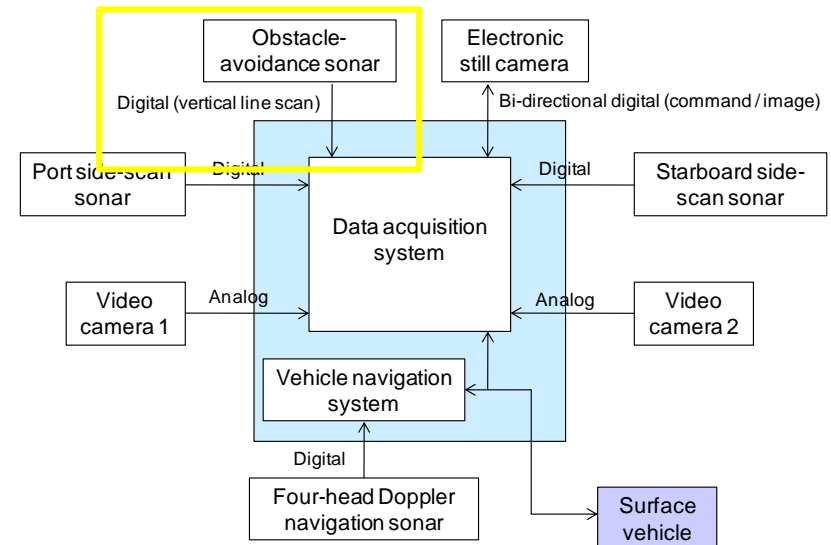 Obstacle-
avoidance sonar
Electronic
still camera
Digital (vertical line scan)
Bi-directional digital (command / image)
Port side-scan
sonar
Digital
Digital
Starboard side-
scan sonar
Data acquisition
system
Video
camera 1
Analog
Analog
Video
camera 2
Vehicle navigation
system
Digital
Four-head Doppler
navigation sonar
Surface
vehicle